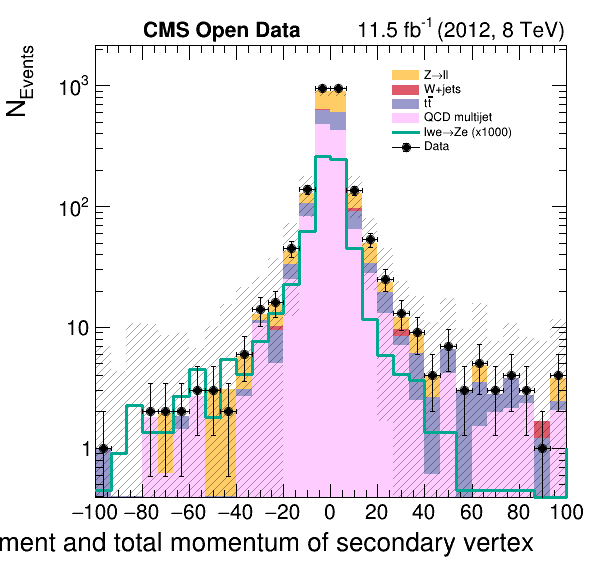 CMS Open Data 11.5 fb⁻¹ (2012, 8 TeV)
N_Events
Z→ll
W+jets
tt̄
QCD multijet
lwe→Ze (x1000)
Data
10³
10²
10
1
−100 −80 −60 −40 −20 0 20 40 60 80 100
ment and total momentum of secondary vertex